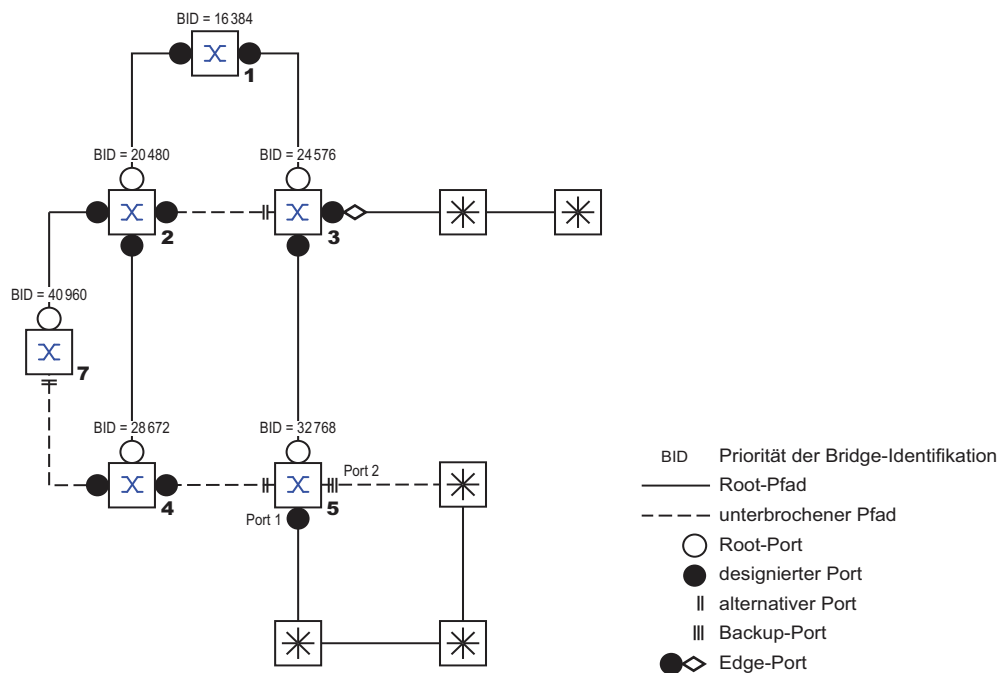 BID = 16 384
1
BID = 20 480
BID = 24 576
2
3
BID = 40 960
7
BID = 28 672
BID = 32 768
Port 2
4
5
Port 1
BID Priorität der Bridge-Identifikation
Root-Pfad
unterbrochener Pfad
Root-Port
designierter Port
alternativer Port
Backup-Port
Edge-Port